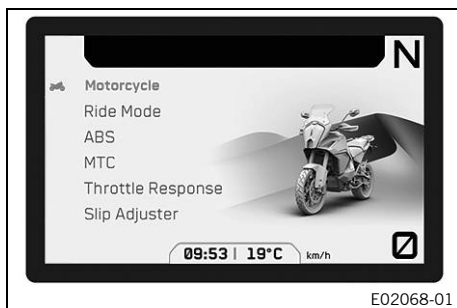 N
Motorcycle
Ride Mode
ABS
MTC
Throttle Response
Slip Adjuster
09:53 | 19°C km/h
0
E02068-01